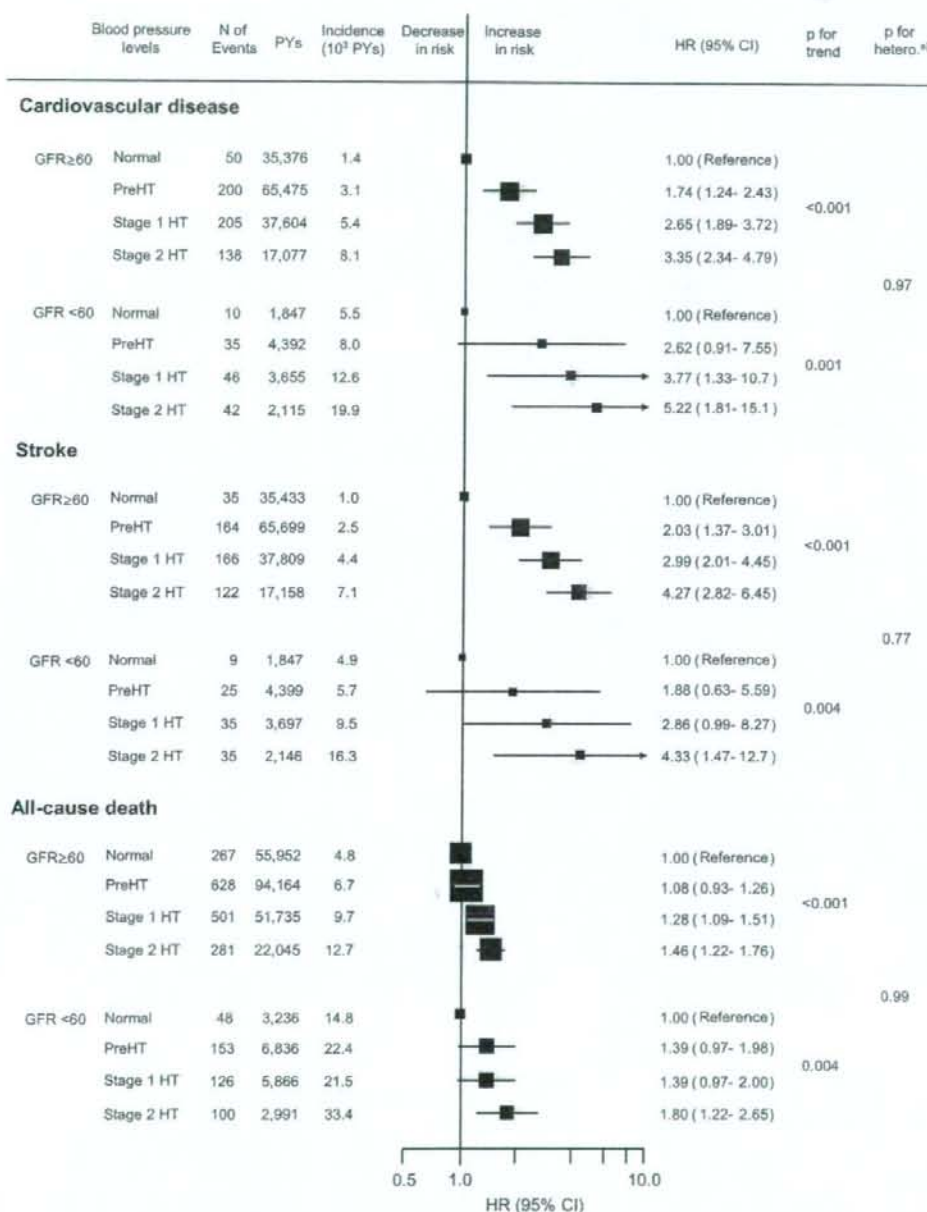 Blood pressure levels N of Events PYs Incidence (10³ PYs) Decrease in risk Increase in risk HR (95% CI) p for trend p for hetero.
Cardiovascular disease
GFR≥60 Normal 50 35,376 1.4 1.00 (Reference)
PreHT 200 65,475 3.1 1.74 (1.24- 2.43)
<0.001
Stage 1 HT 205 37,604 5.4 2.65 (1.89- 3.72)
Stage 2 HT 138 17,077 8.1 3.35 (2.34- 4.79)
0.97
GFR <60 Normal 10 1,847 5.5 1.00 (Reference)
PreHT 35 4,392 8.0 2.62 (0.91- 7.55)
0.001
Stage 1 HT 46 3,655 12.6 3.77 (1.33- 10.7)
Stage 2 HT 42 2,115 19.9 5.22 (1.81- 15.1)
Stroke
GFR≥60 Normal 35 35,433 1.0 1.00 (Reference)
PreHT 164 65,699 2.5 2.03 (1.37- 3.01)
<0.001
Stage 1 HT 166 37,809 4.4 2.99 (2.01- 4.45)
Stage 2 HT 122 17,158 7.1 4.27 (2.82- 6.45)
0.77
GFR <60 Normal 9 1,847 4.9 1.00 (Reference)
PreHT 25 4,399 5.7 1.88 (0.63- 5.59)
0.004
Stage 1 HT 35 3,697 9.5 2.86 (0.99- 8.27)
Stage 2 HT 35 2,146 16.3 4.33 (1.47- 12.7)
All-cause death
GFR≥60 Normal 267 55,952 4.8 1.00 (Reference)
PreHT 628 94,164 6.7 1.08 (0.93- 1.26)
<0.001
Stage 1 HT 501 51,735 9.7 1.28 (1.09- 1.51)
Stage 2 HT 281 22,045 12.7 1.46 (1.22- 1.76)
0.99
GFR <60 Normal 48 3,236 14.8 1.00 (Reference)
PreHT 153 6,836 22.4 1.39 (0.97- 1.98)
0.004
Stage 1 HT 126 5,866 21.5 1.39 (0.97- 2.00)
Stage 2 HT 100 2,991 33.4 1.80 (1.22- 2.65)
0.5 1.0 10.0
HR (95% CI)